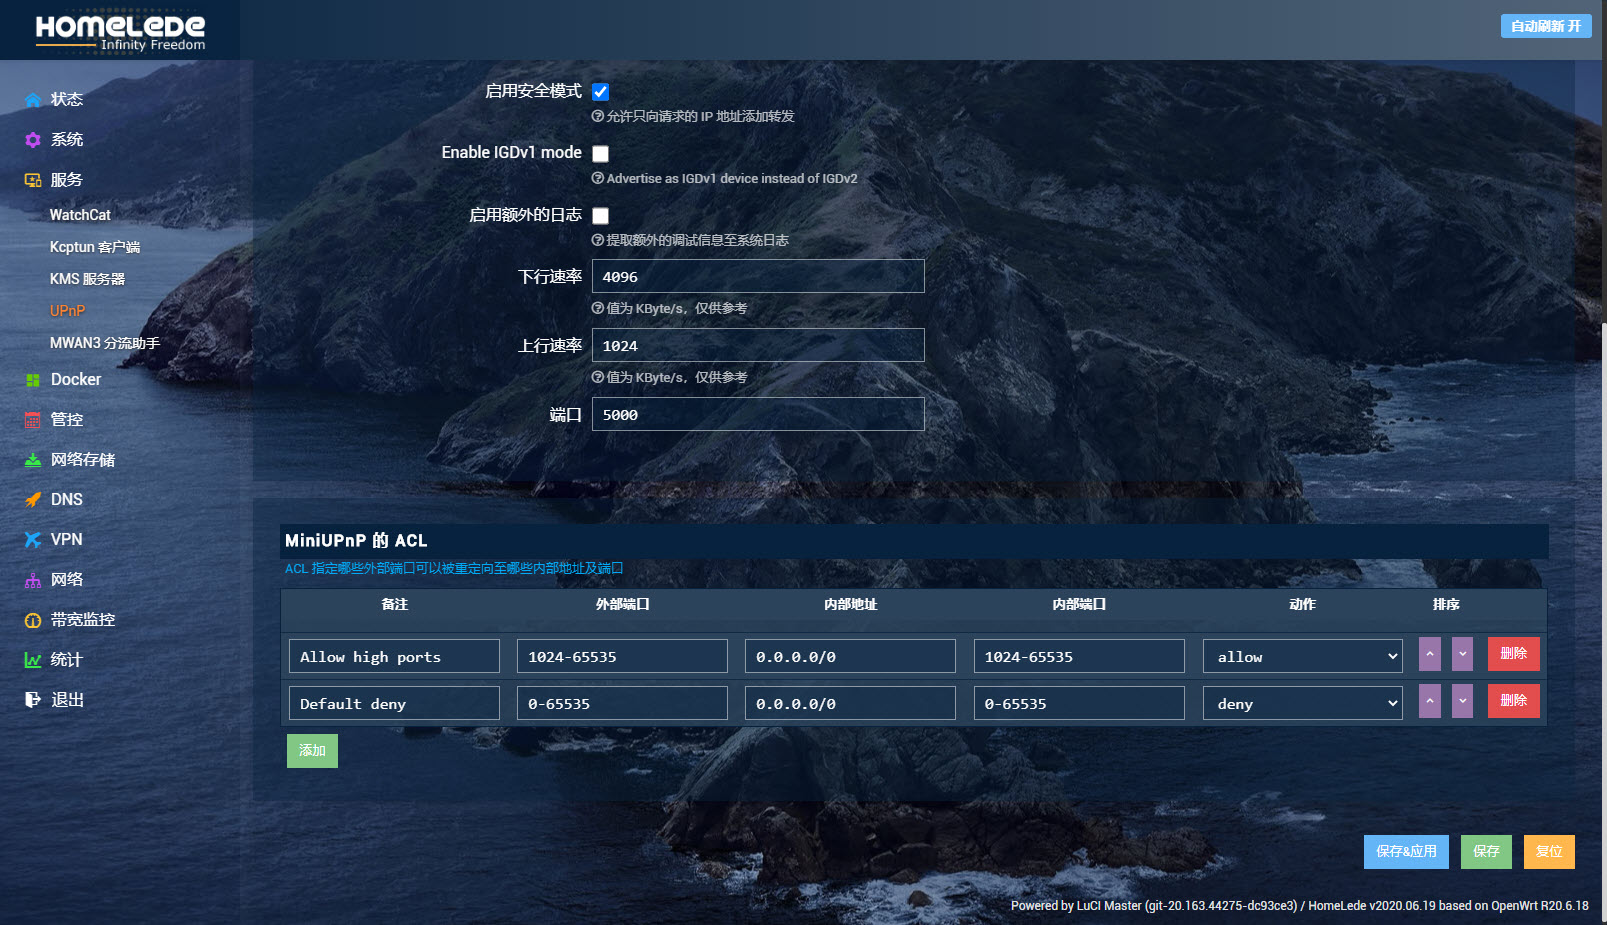 HOMELEDE
Infinity Freedom
自动刷新 开
状态
系统
服务
WatchCat
Kcptun 客户端
KMS 服务器
UPnP
MWAN3 分流助手
Docker
管控
网络存储
DNS
VPN
网络
带宽监控
统计
退出
启用安全模式
允许只向请求的 IP 地址添加转发
Enable IGDv1 mode
Advertise as IGDv1 device instead of IGDv2
启用额外的日志
提取额外的调试信息至系统日志
下行速率 4096
值为 KByte/s，仅供参考
上行速率 1024
值为 KByte/s，仅供参考
端口 5000
MiniUPnP 的 ACL
ACL 指定哪些外部端口可以被重定向至哪些内部地址及端口
备注 外部端口 内部地址 内部端口 动作 排序
Allow high ports 1024-65535 0.0.0.0/0 1024-65535 allow 删除
Default deny 0-65535 0.0.0.0/0 0-65535 deny 删除
添加
保存&应用 保存 复位
Powered by LuCI Master (git-20.163.44275-dc93ce3) / HomeLede v2020.06.19 based on OpenWrt R20.6.18